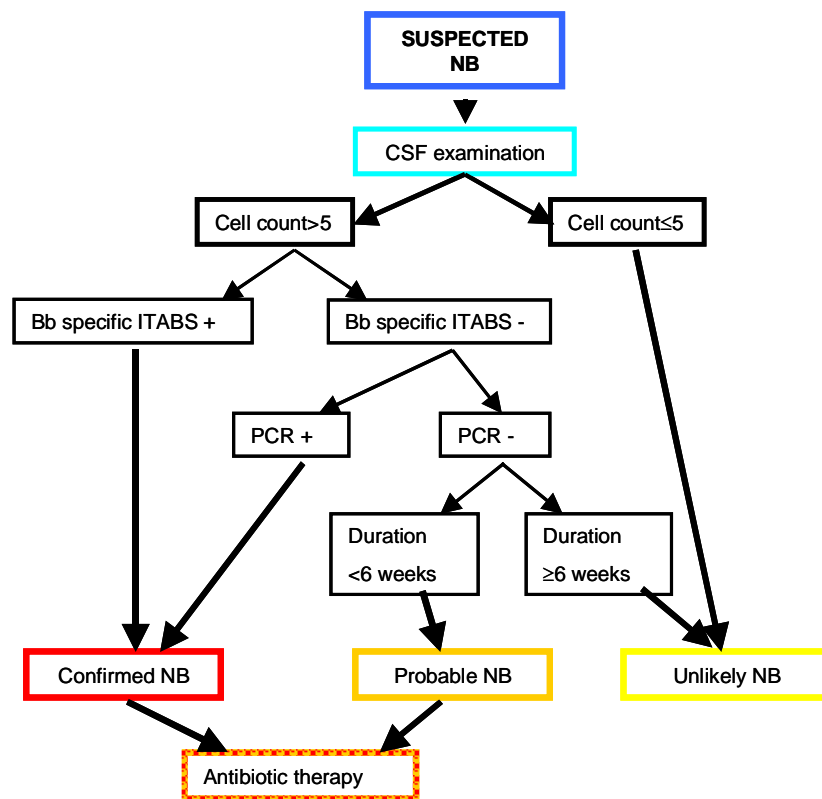 SUSPECTED
NB
CSF examination
Cell count>5
Cell count≤5
Bb specific ITABS +
Bb specific ITABS -
PCR +
PCR -
Duration
<6 weeks
Duration
≥6 weeks
Confirmed NB
Probable NB
Unlikely NB
Antibiotic therapy